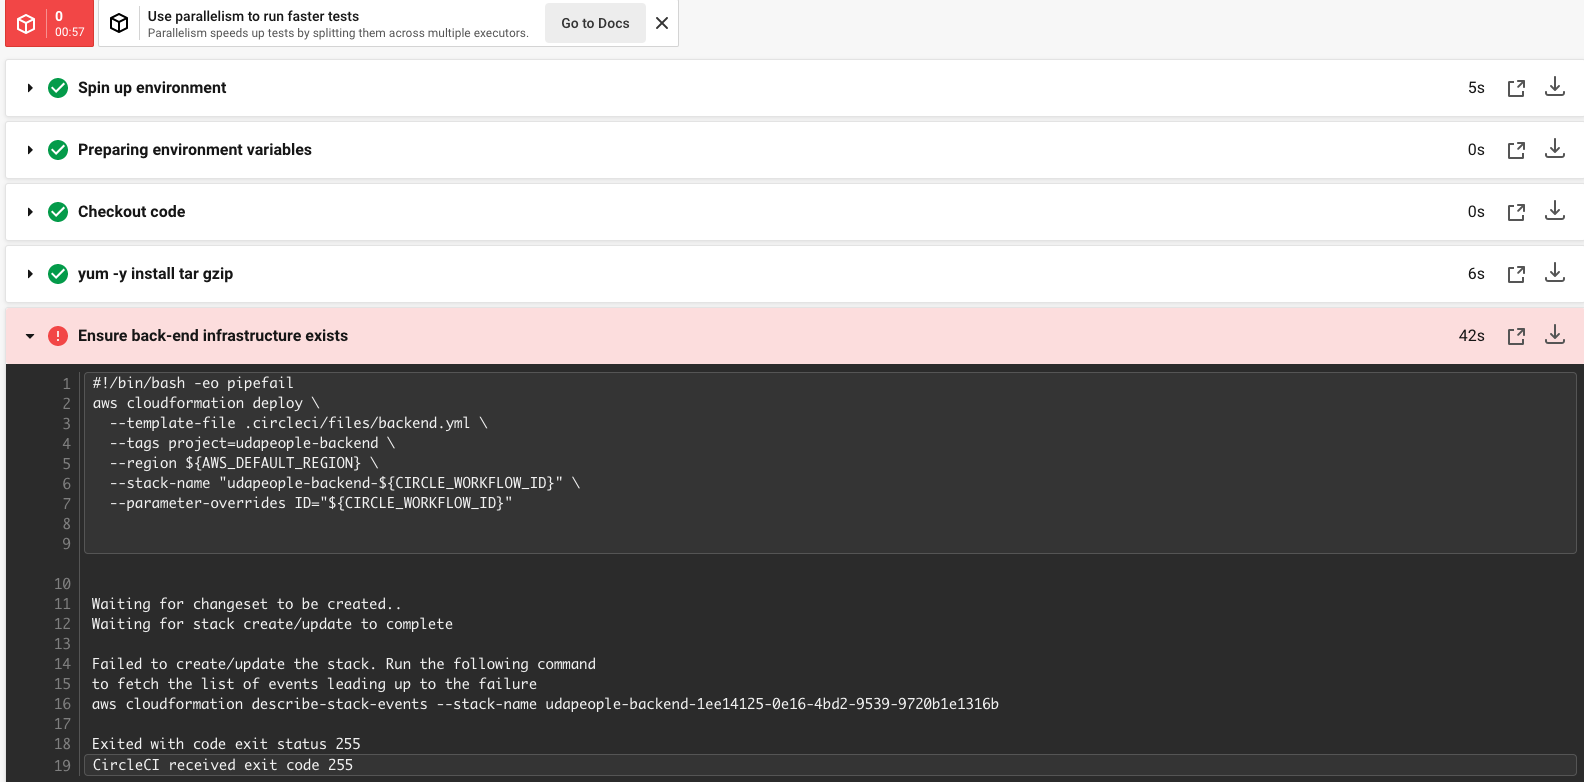 0
00:57
Use parallelism to run faster tests
Parallelism speeds up tests by splitting them across multiple executors.
Go to Docs
Spin up environment
5s
Preparing environment variables
0s
Checkout code
0s
yum -y install tar gzip
6s
Ensure back-end infrastructure exists
42s
1 #!/bin/bash -eo pipefail
2 aws cloudformation deploy \
3   --template-file .circleci/files/backend.yml \
4   --tags project=udapeople-backend \
5   --region ${AWS_DEFAULT_REGION} \
6   --stack-name "udapeople-backend-${CIRCLE_WORKFLOW_ID}" \
7   --parameter-overrides ID="${CIRCLE_WORKFLOW_ID}"
8
9
10
11 Waiting for changeset to be created..
12 Waiting for stack create/update to complete
13
14 Failed to create/update the stack. Run the following command
15 to fetch the list of events leading up to the failure
16 aws cloudformation describe-stack-events --stack-name udapeople-backend-1ee14125-0e16-4bd2-9539-9720b1e1316b
17
18 Exited with code exit status 255
19 CircleCI received exit code 255